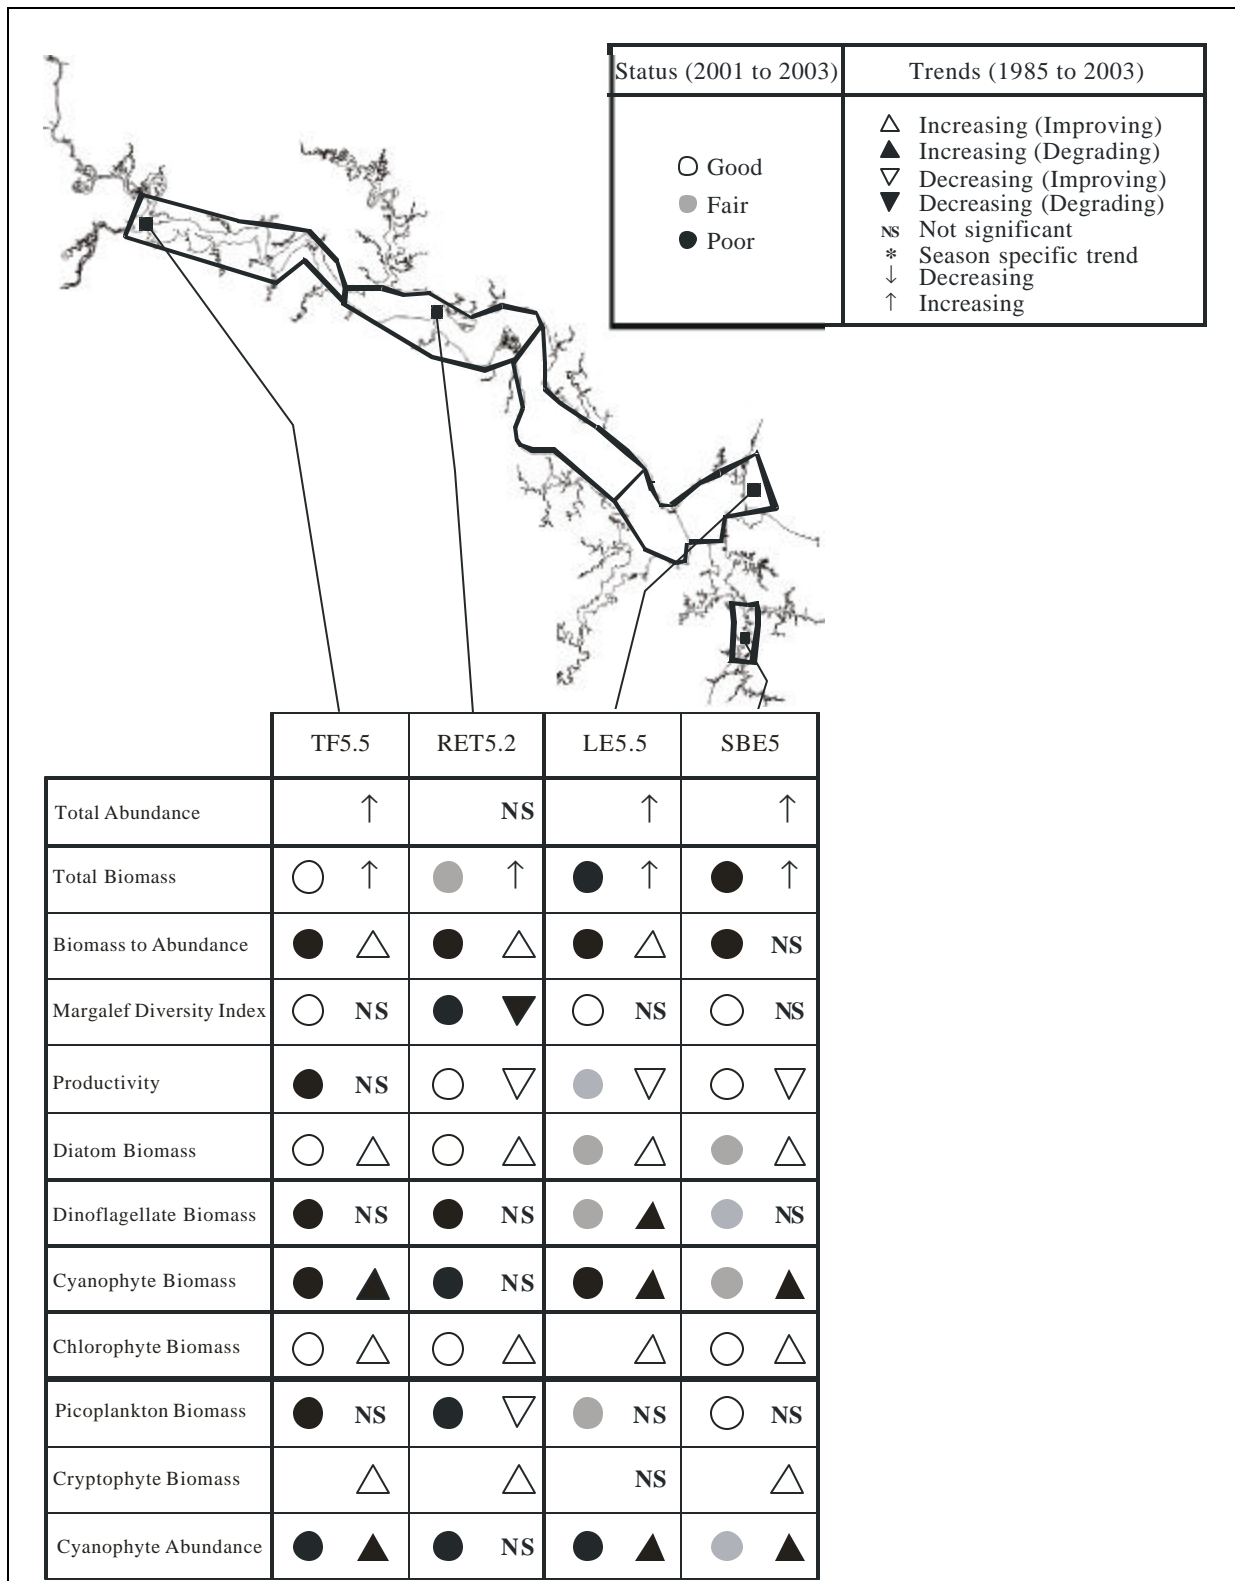 Status (2001 to 2003) Trends (1985 to 2003)
Good
Fair
Poor
△ Increasing (Improving)
▲ Increasing (Degrading)
▽ Decreasing (Improving)
▼ Decreasing (Degrading)
NS Not significant
* Season specific trend
↓ Decreasing
↑ Increasing
TF5.5 RET5.2 LE5.5 SBE5
Total Abundance ↑ NS ↑ ↑
Total Biomass ↑ ↑ ↑ ↑
Biomass to Abundance NS
Margalef Diversity Index NS NS NS
Productivity NS
Diatom Biomass
Dinoflagellate Biomass NS NS NS
Cyanophyte Biomass NS
Chlorophyte Biomass
Picoplankton Biomass NS NS NS
Cryptophyte Biomass NS
Cyanophyte Abundance NS